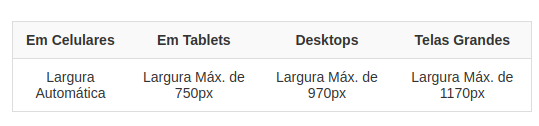 Em Celulares Em Tablets Desktops Telas Grandes
Largura Automática Largura Máx. de 750px Largura Máx. de 970px Largura Máx. de 1170px